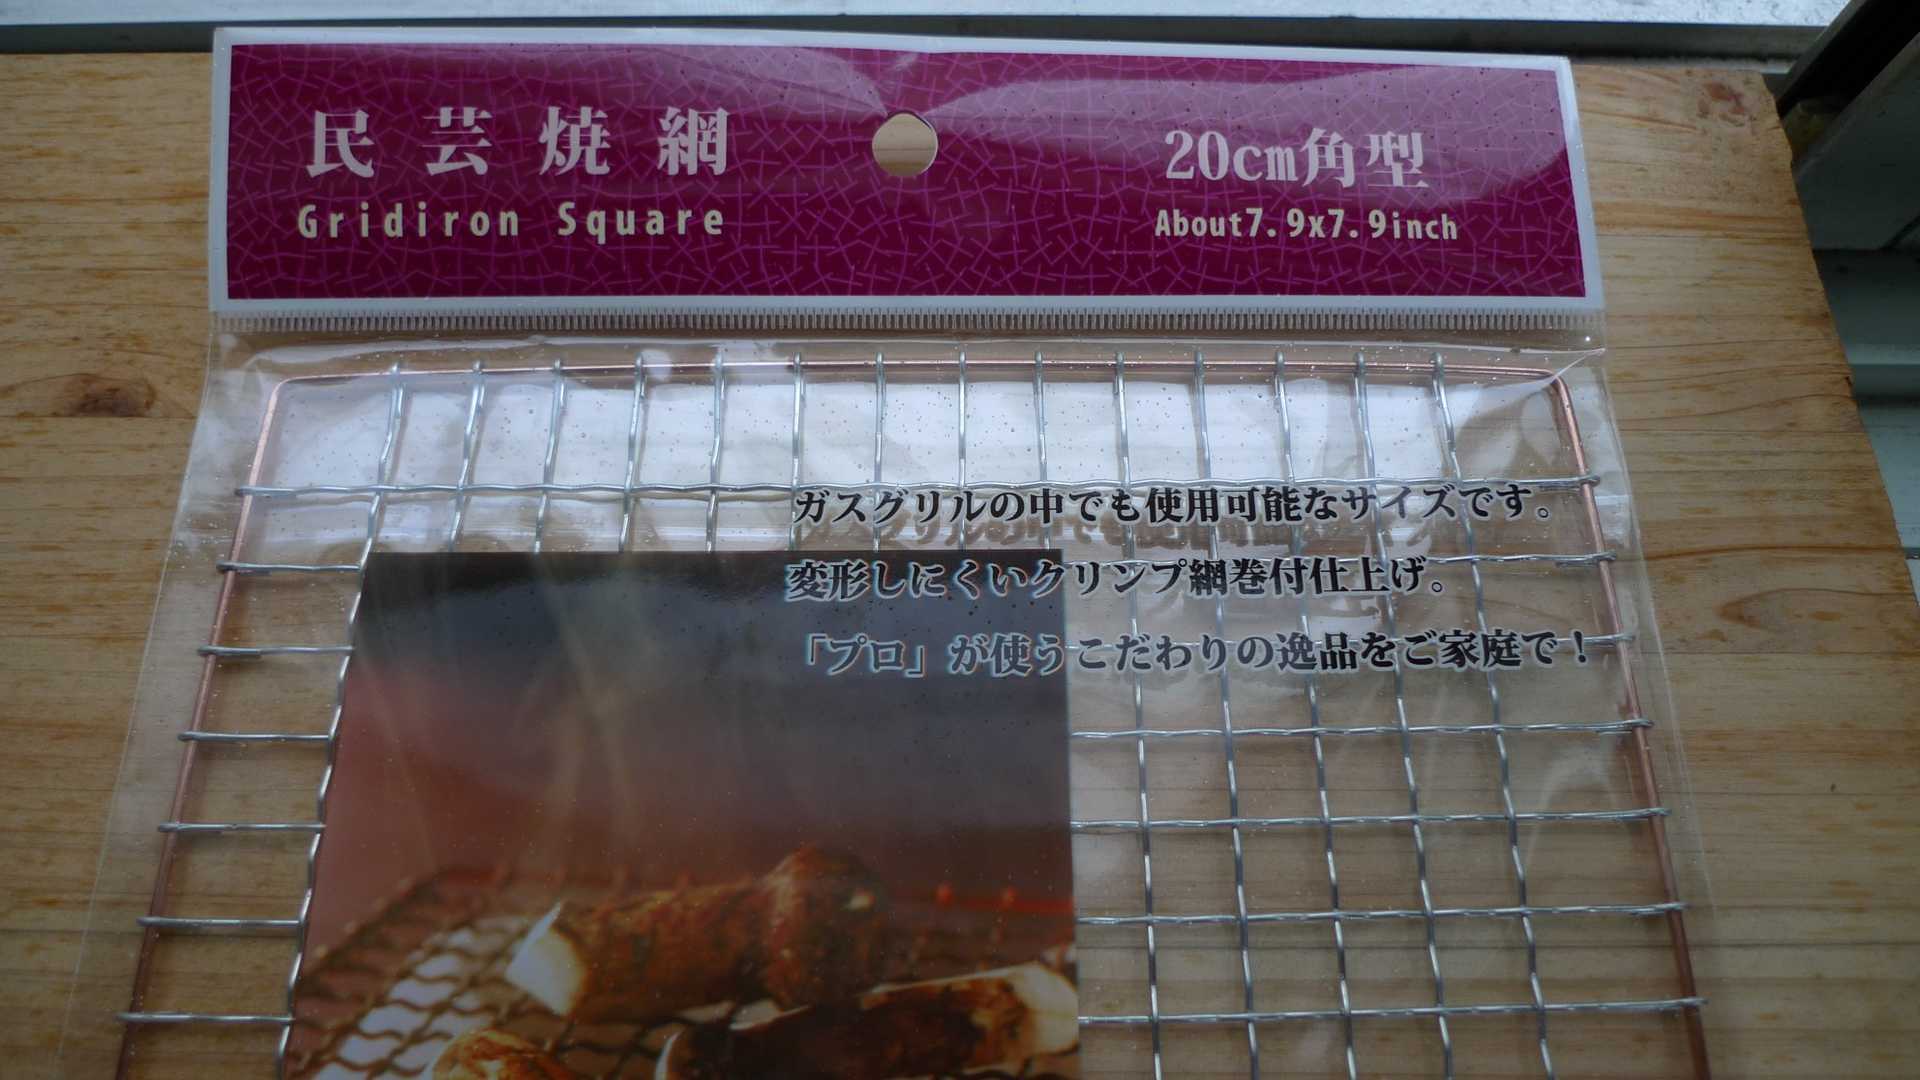 民芸焼網
Gridiron Square
20cm角型
About7.9x7.9inch
ガスグリルの中でも使用可能なサイズです。
変形しにくいクリンプ網巻付仕上げ。
「プロ」が使うこだわりの逸品をご家庭で！